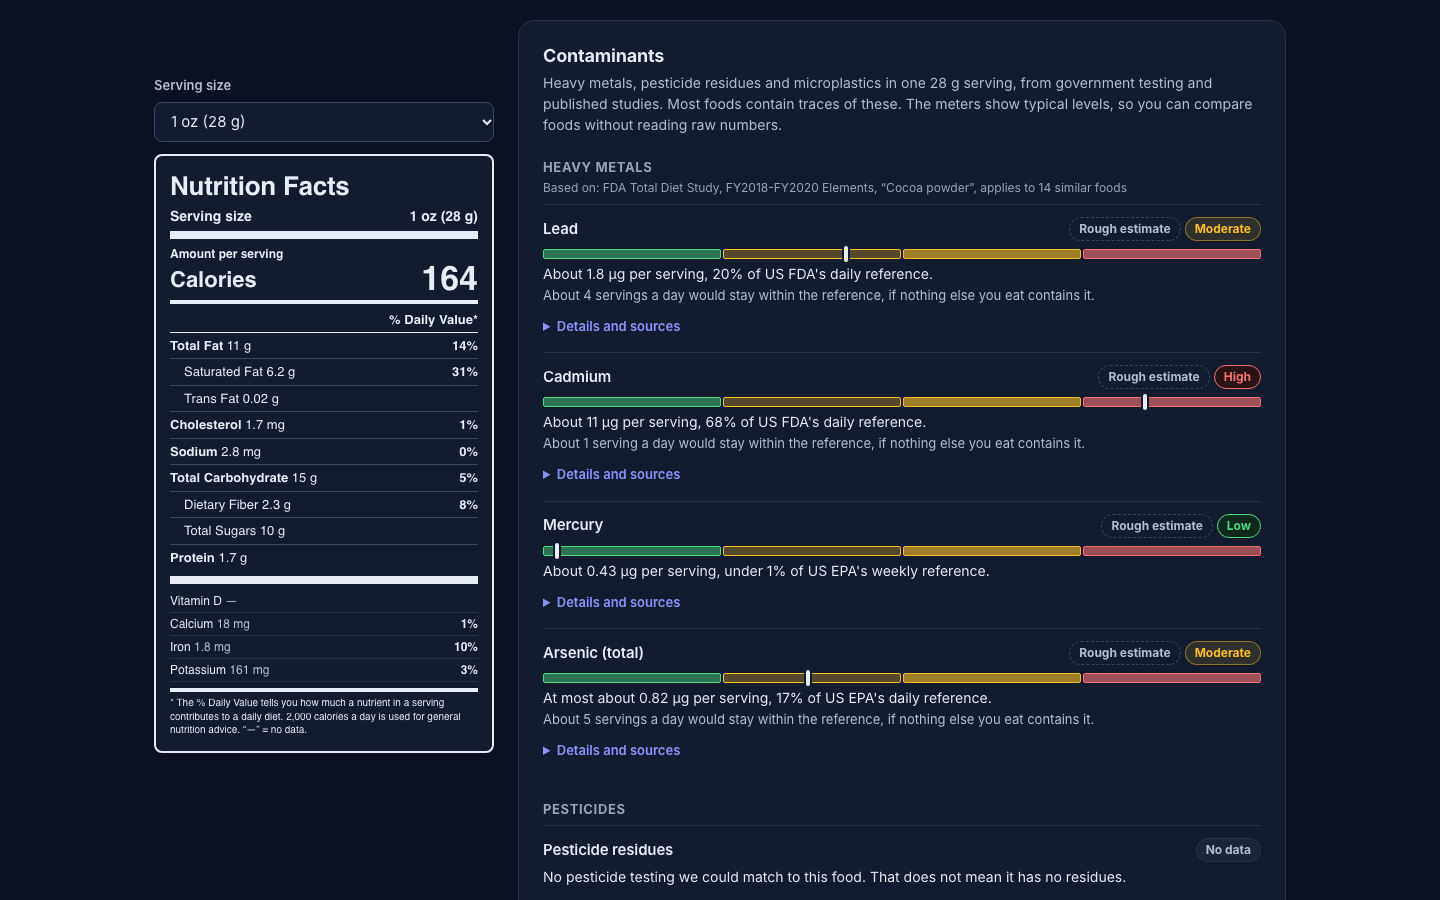 Serving size
1 oz (28 g)
Nutrition Facts
Serving size 1 oz (28 g)
Amount per serving
Calories 164
% Daily Value*
Total Fat 11 g 14%
Saturated Fat 6.2 g 31%
Trans Fat 0.02 g
Cholesterol 1.7 mg 1%
Sodium 2.8 mg 0%
Total Carbohydrate 15 g 5%
Dietary Fiber 2.3 g 8%
Total Sugars 10 g
Protein 1.7 g
Vitamin D —
Calcium 18 mg 1%
Iron 1.8 mg 10%
Potassium 161 mg 3%
* The % Daily Value tells you how much a nutrient in a serving
contributes to a daily diet. 2,000 calories a day is used for general
nutrition advice. “—” = no data.
Contaminants
Heavy metals, pesticide residues and microplastics in one 28 g serving, from government testing and
published studies. Most foods contain traces of these. The meters show typical levels, so you can compare
foods without reading raw numbers.
HEAVY METALS
Based on: FDA Total Diet Study, FY2018-FY2020 Elements, “Cocoa powder”, applies to 14 similar foods
Lead Rough estimate Moderate
About 1.8 µg per serving, 20% of US FDA's daily reference.
About 4 servings a day would stay within the reference, if nothing else you eat contains it.
▶ Details and sources
Cadmium Rough estimate High
About 11 µg per serving, 68% of US FDA's daily reference.
About 1 serving a day would stay within the reference, if nothing else you eat contains it.
▶ Details and sources
Mercury Rough estimate Low
About 0.43 µg per serving, under 1% of US EPA's weekly reference.
▶ Details and sources
Arsenic (total) Rough estimate Moderate
At most about 0.82 µg per serving, 17% of US EPA's daily reference.
About 5 servings a day would stay within the reference, if nothing else you eat contains it.
▶ Details and sources
PESTICIDES
Pesticide residues No data
No pesticide testing we could match to this food. That does not mean it has no residues.